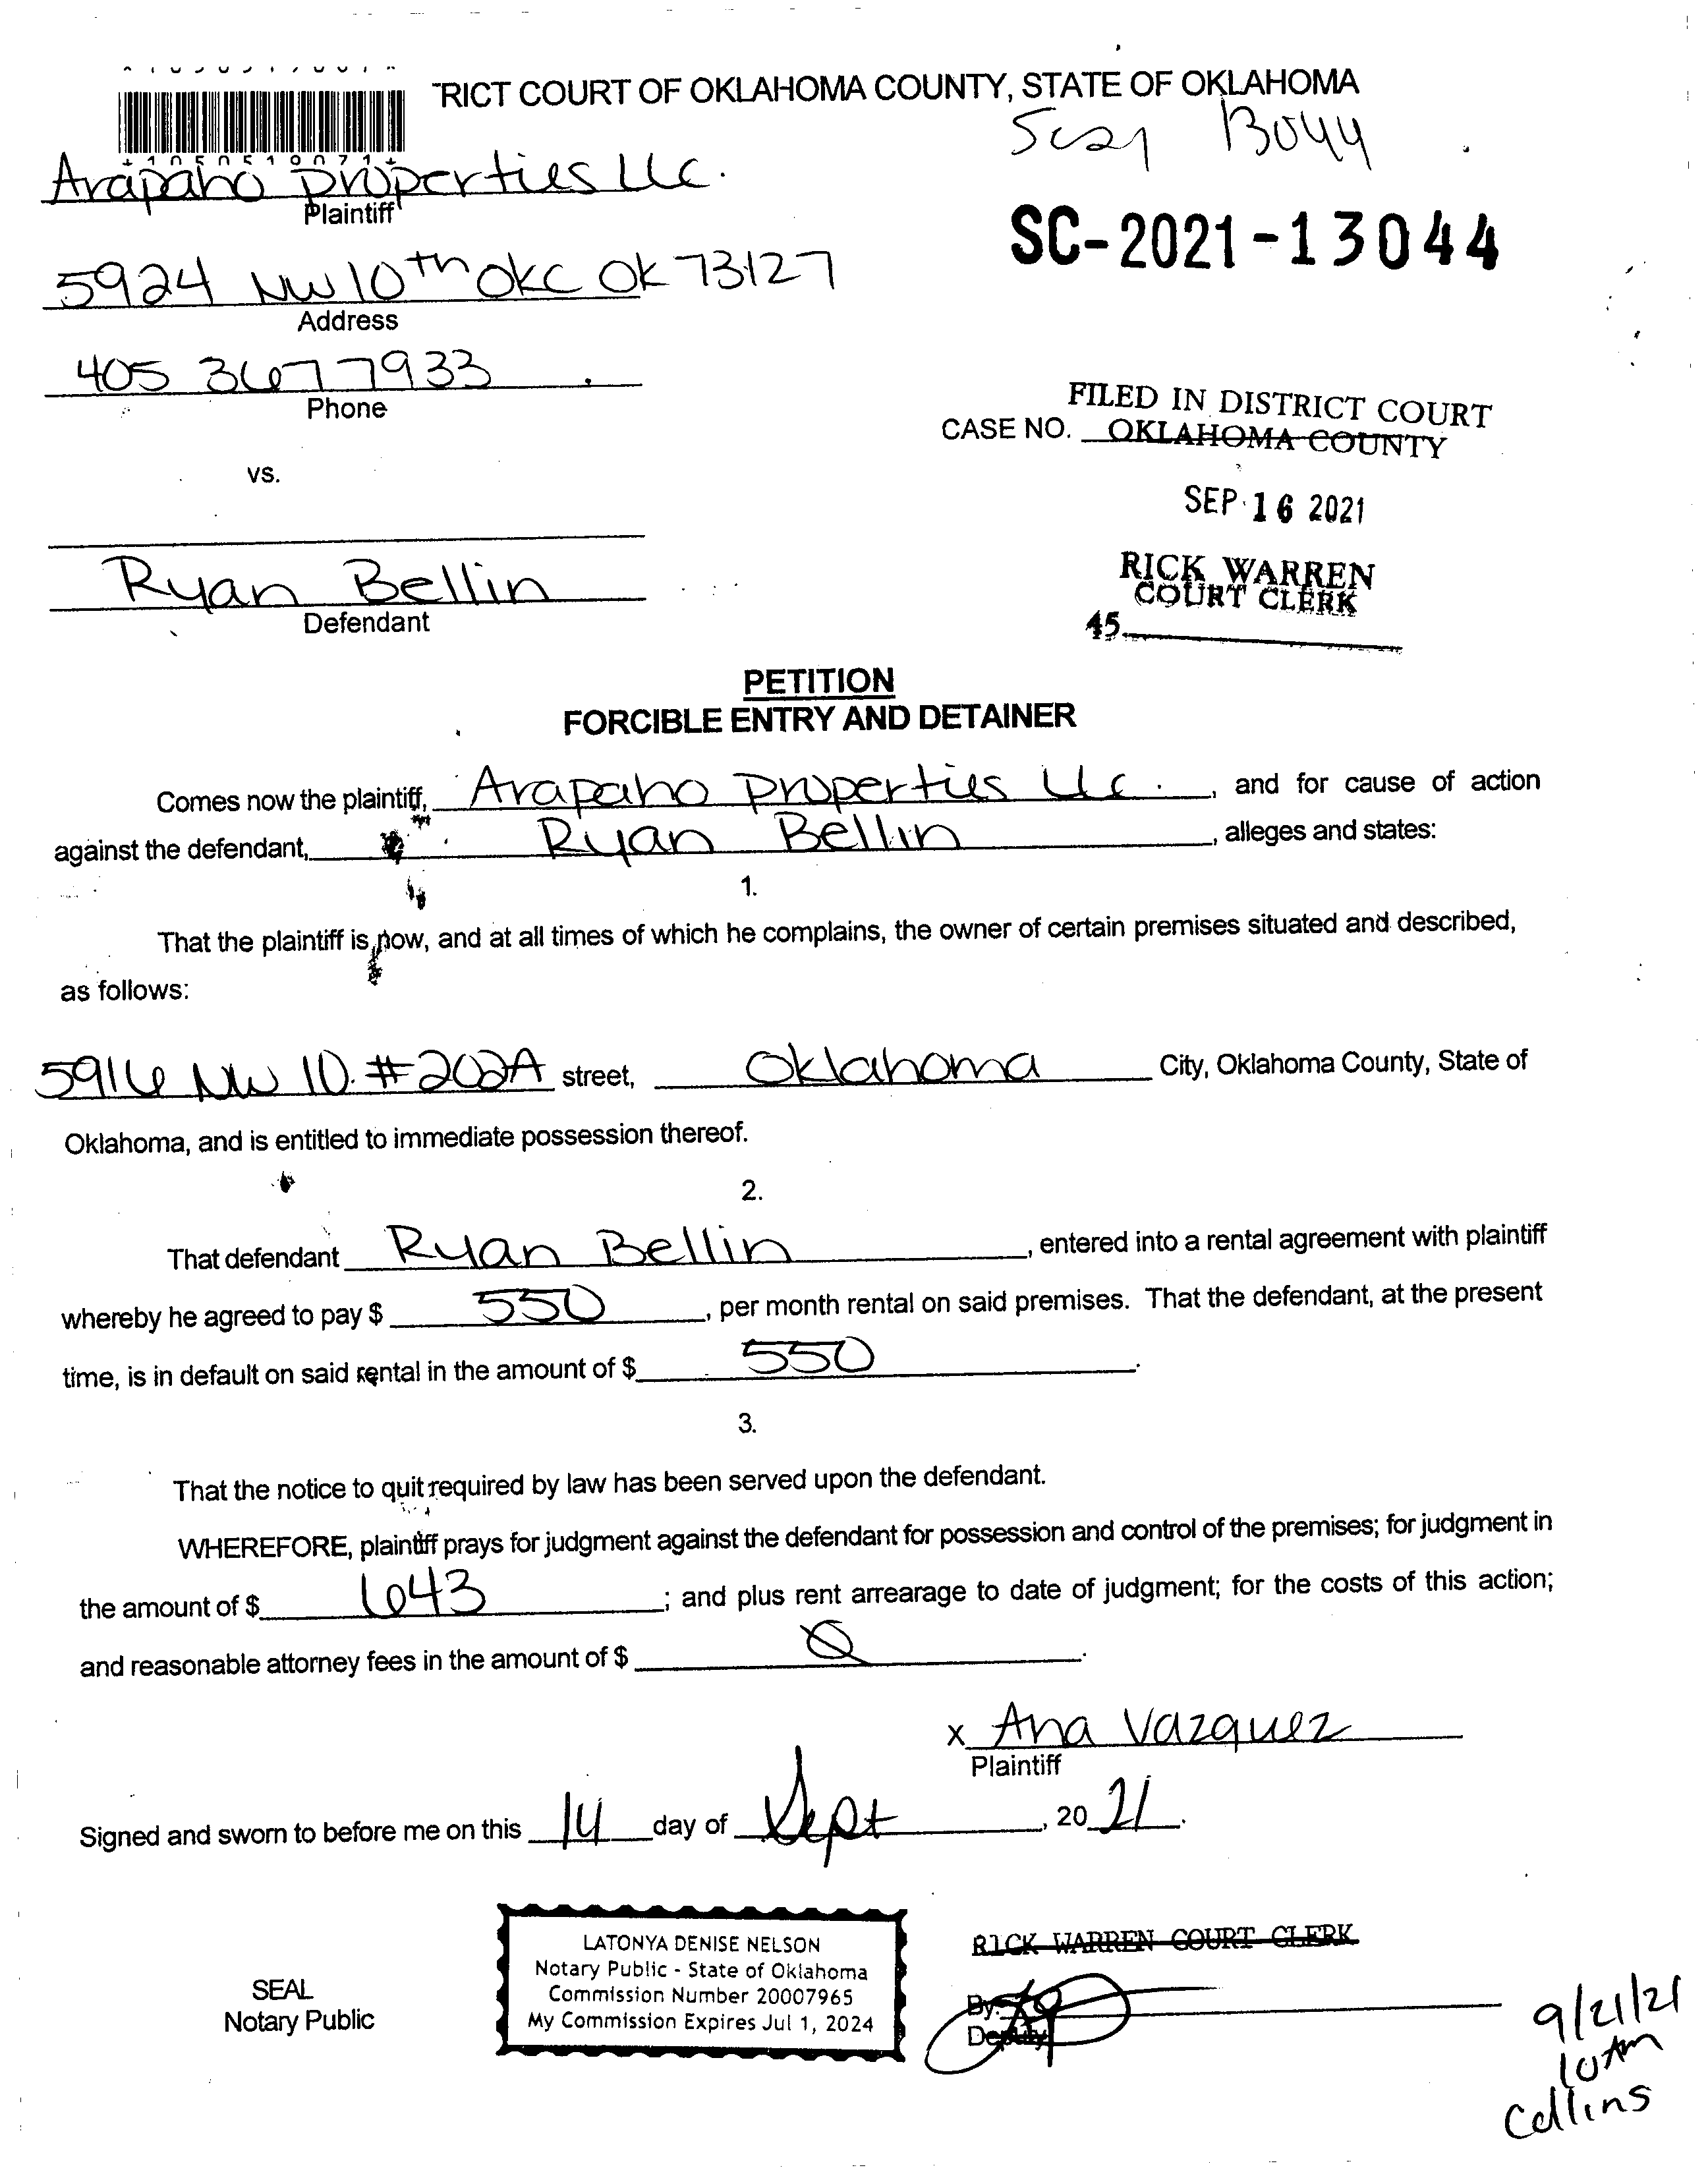 RICT COURT OF OKLAHOMA COUNTY, STATE OF OKLAHOMA
SC21 13044
*1050519071*
Arapaho Properties LLC.
Plaintiff
SC-2021-13044
5924 NW 10th OKC OK 73127
Address
405 367 7933
Phone
FILED IN DISTRICT COURT
CASE NO. OKLAHOMA COUNTY
vs.
SEP 16 2021
Ryan Bellin
Defendant
RICK WARREN
COURT CLERK
45
PETITION
FORCIBLE ENTRY AND DETAINER
Comes now the plaintiff, Arapaho Properties LLC., and for cause of action
against the defendant, Ryan Bellin, alleges and states:
1.
That the plaintiff is now, and at all times of which he complains, the owner of certain premises situated and described,
as follows:
5916 NW 10. #202A street, Oklahoma City, Oklahoma County, State of
Oklahoma, and is entitled to immediate possession thereof.
2.
That defendant Ryan Bellin, entered into a rental agreement with plaintiff
whereby he agreed to pay $ 550, per month rental on said premises. That the defendant, at the present
time, is in default on said rental in the amount of $ 550.
3.
That the notice to quit required by law has been served upon the defendant.
WHEREFORE, plaintiff prays for judgment against the defendant for possession and control of the premises; for judgment in
the amount of $ 643; and plus rent arrearage to date of judgment; for the costs of this action;
and reasonable attorney fees in the amount of $ Ø.
X Ana Vazquez
Plaintiff
Signed and sworn to before me on this 14 day of Sept, 2021.
SEAL
Notary Public
LATONYA DENISE NELSON
Notary Public - State of Oklahoma
Commission Number 20007965
My Commission Expires Jul 1, 2024
RICK WARREN COURT CLERK
By:
Deputy
9/21/21
10 Am
Collins